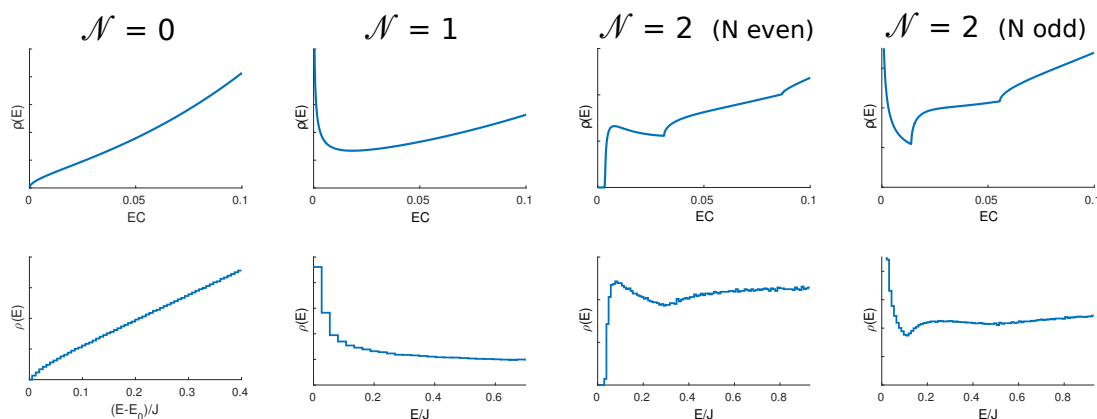 𝒩 = 0
𝒩 = 1
𝒩 = 2 (N even)
𝒩 = 2 (N odd)
ρ(E)
0 0.05 0.1
EC
ρ(E)
0 0.05 0.1
EC
ρ(E)
0 0.05 0.1
EC
ρ(E)
0 0.05 0.1
EC
ρ(E)
0 0.1 0.2 0.3 0.4
(E-E₀)/J
ρ(E)
0 0.2 0.4 0.6
E/J
ρ(E)
0 0.2 0.4 0.6 0.8
E/J
ρ(E)
0 0.2 0.4 0.6 0.8
E/J